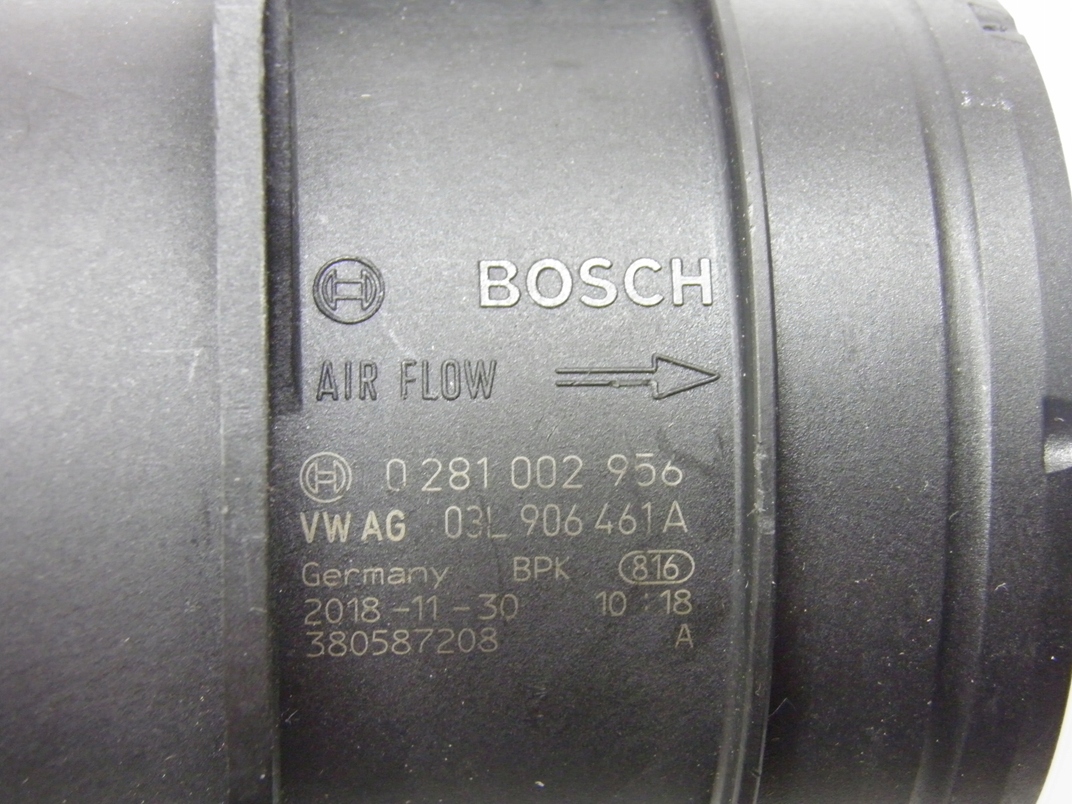 BOSCH
AIR FLOW
0 281 002 956
VW AG 03L 906 461 A
Germany BPK 816
2018-11-30 10:18
380587208 A